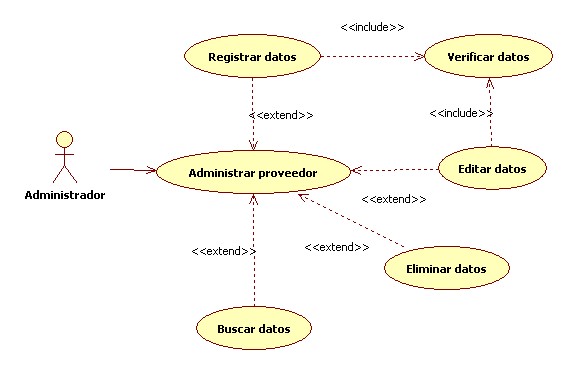 <<include>>
Registrar datos
Verificar datos
<<extend>>
<<include>>
Administrar proveedor
Editar datos
Administrador
<<extend>>
<<extend>>
<<extend>>
Eliminar datos
Buscar datos